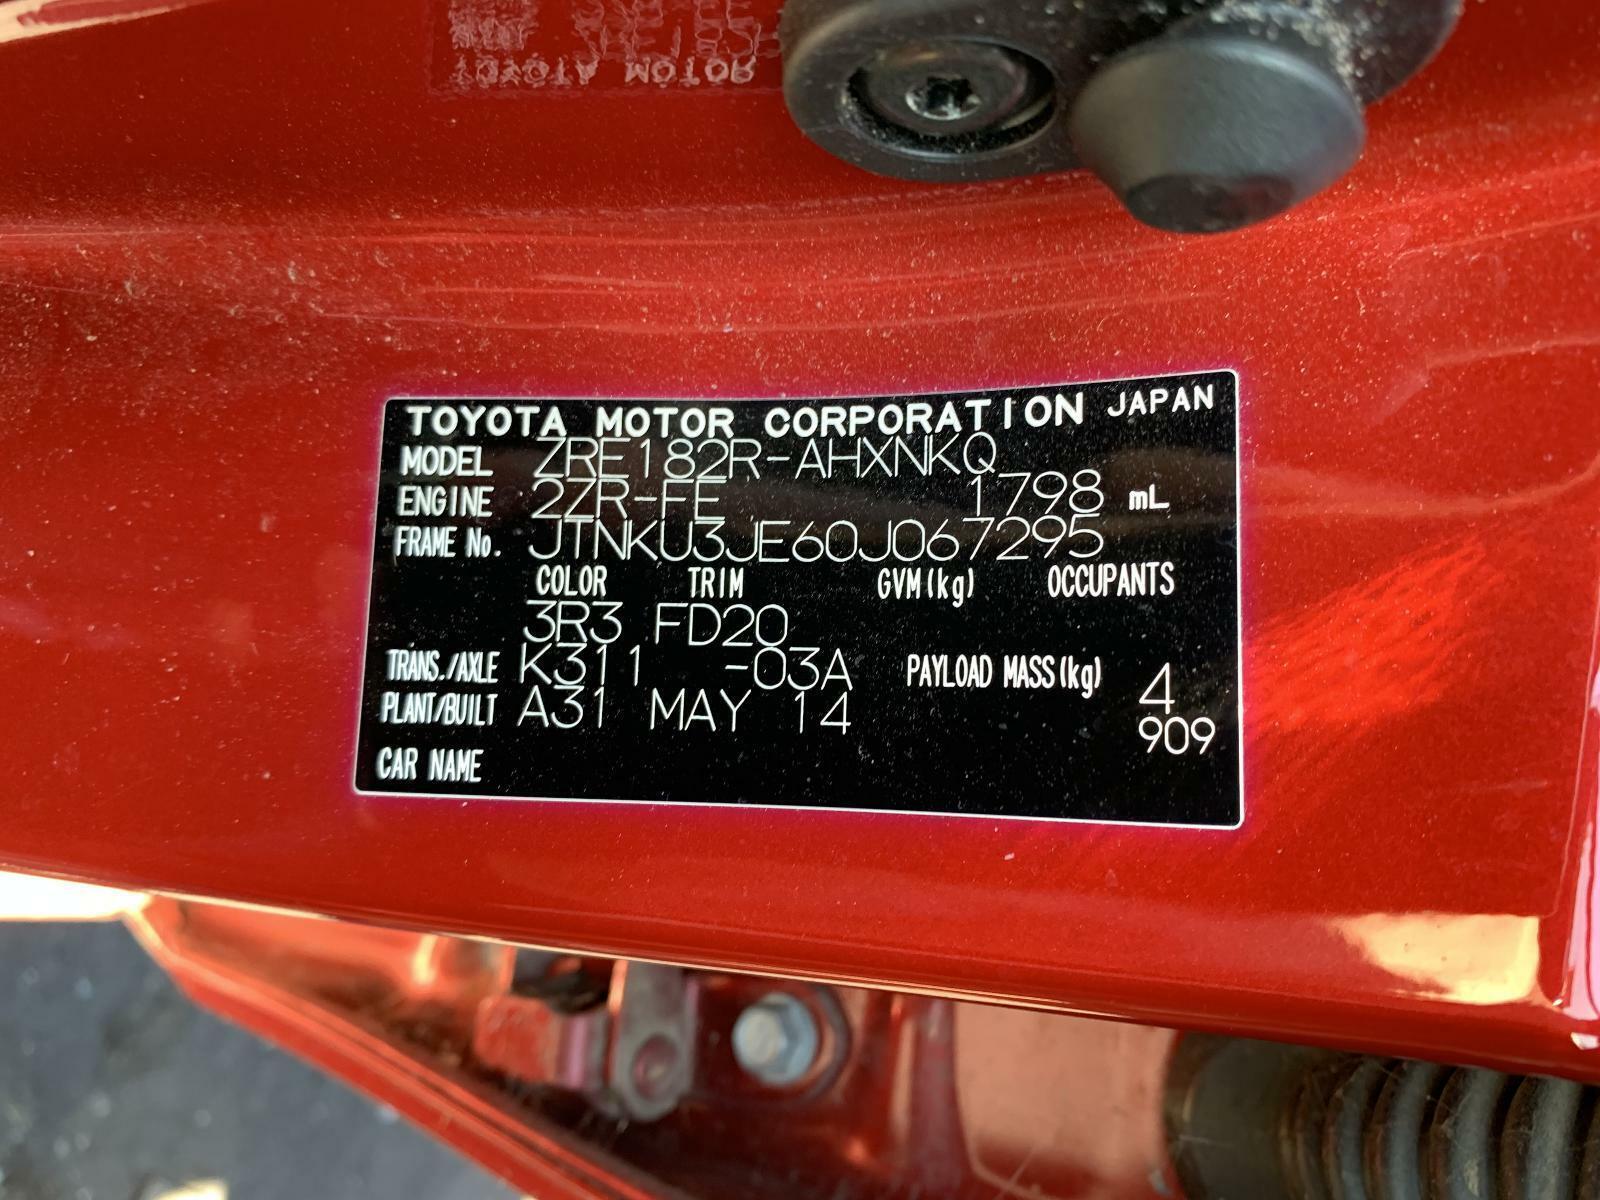 TOYOTA MOTOR CORPORATION JAPAN
MODEL ZRE182R-AHXNKQ
ENGINE 2ZR-FE 1798 mL
FRAME No. JTNKU3JE60J067295
COLOR TRIM GVM(kg) OCCUPANTS
3R3 FD20
TRANS./AXLE K311 -03A PAYLOAD MASS(kg) 4
PLANT/BUILT A31 MAY 14 909
CAR NAME